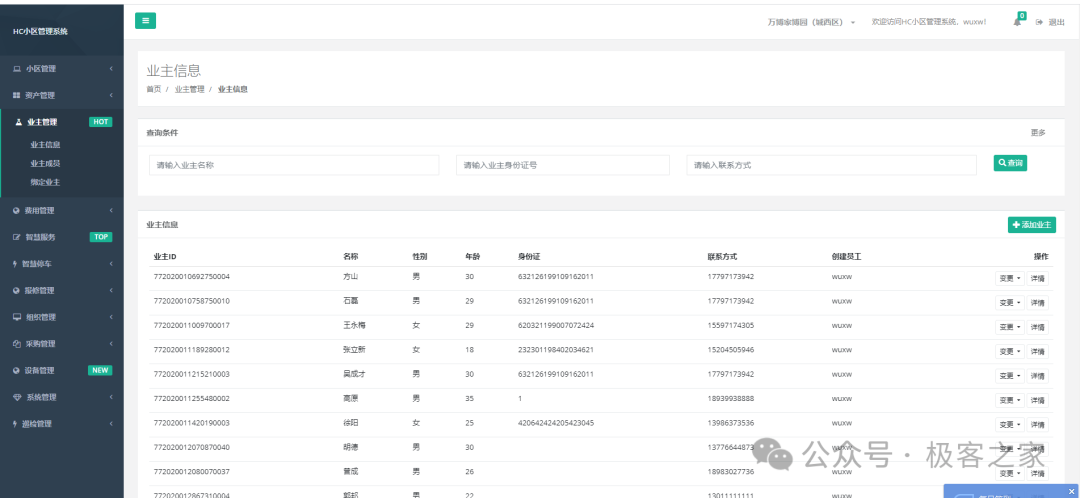 HC小区管理系统
万博家博园（城西区）
欢迎访问HC小区管理系统，wuxw!
0
退出
小区管理
资产管理
业主管理 HOT
业主信息
业主成员
绑定业主
费用管理
智慧服务 TOP
智慧停车
报修管理
组织管理
采购管理
设备管理 NEW
系统管理
巡检管理
业主信息
首页 / 业主管理 / 业主信息
查询条件 更多
请输入业主名称 请输入业主身份证号 请输入联系方式 查询
业主信息 添加业主
业主ID 名称 性别 年龄 身份证 联系方式 创建员工 操作
772020010692750004 方山 男 30 632126199109162011 17797173942 wuxw 变更 详情
772020010758750010 石磊 男 29 632126199109162011 17797173942 wuxw 变更 详情
772020011009700017 王永梅 女 29 620321199007072424 15597174305 wuxw 变更 详情
772020011189280012 张立新 女 18 232301198402034621 15204505946 wuxw 变更 详情
772020011215210003 吴成才 男 30 632126199109162011 17797173942 wuxw 变更 详情
772020011255480002 高源 男 35 1 18939938888 wuxw 变更 详情
772020011420190003 徐阳 女 25 420642424205423045 13986373536 wuxw 变更 详情
772020012070870040 胡德 男 30 13776644873 wuxw 详情
772020012080070037 曾成 男 26 18983027736 wuxw 变更 详情
772020012867310004 郭邦 男 22 13011111111 wuxw
公众号 · 极客之家